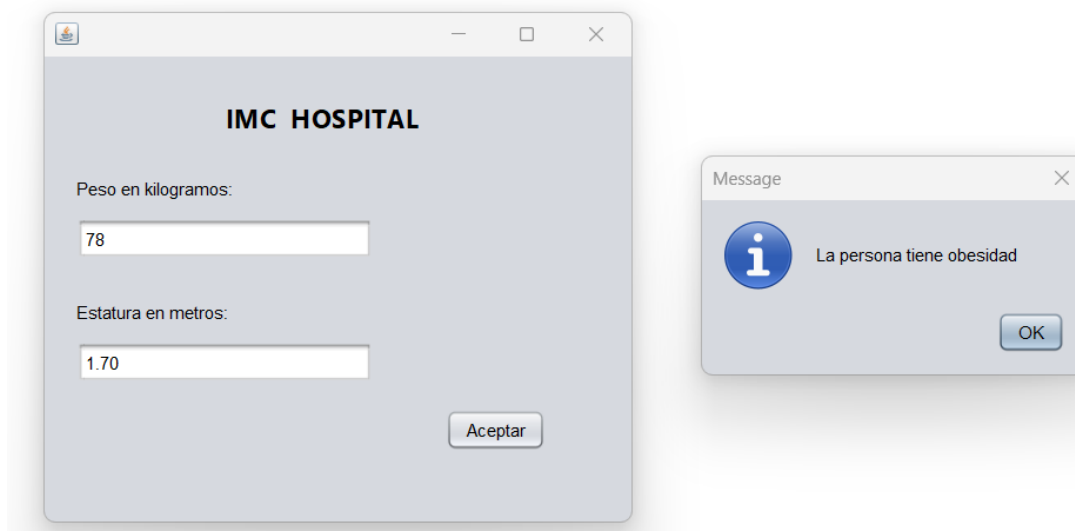 IMC HOSPITAL
Peso en kilogramos:
78
Estatura en metros:
1.70
Aceptar
Message
La persona tiene obesidad
OK